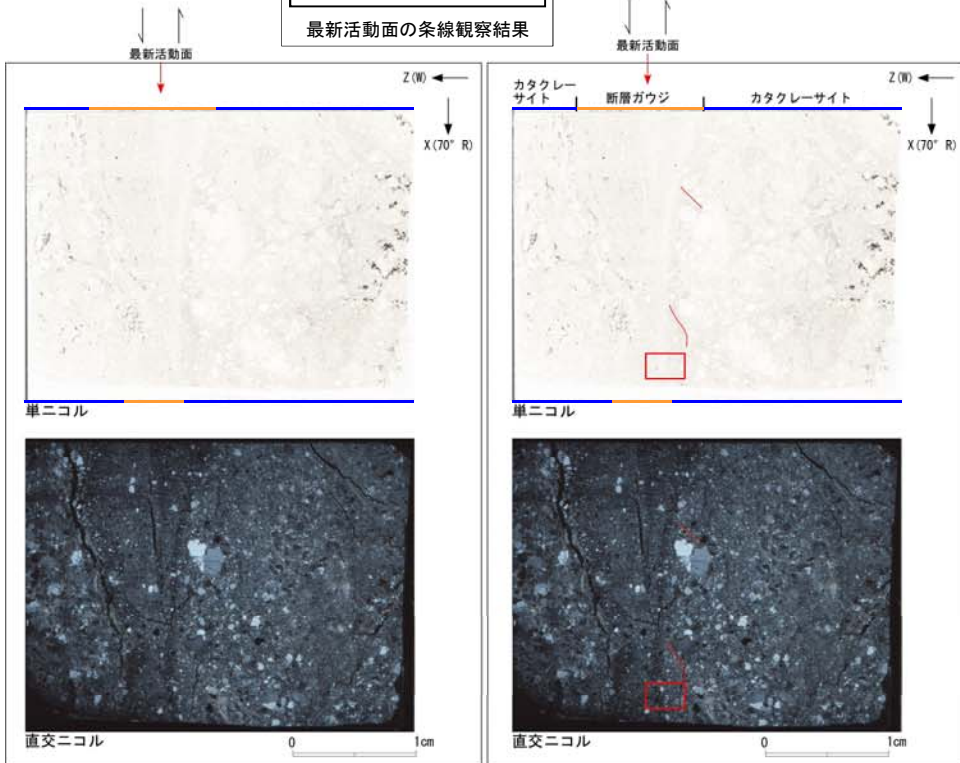 最新活動面の条線観察結果
最新活動面
Z(W)
X(70° R)
単ニコル
直交ニコル
0 1cm
最新活動面
Z(W)
カタクレー
サイト
断層ガウジ
カタクレーサイト
X(70° R)
単ニコル
直交ニコル
0 1cm